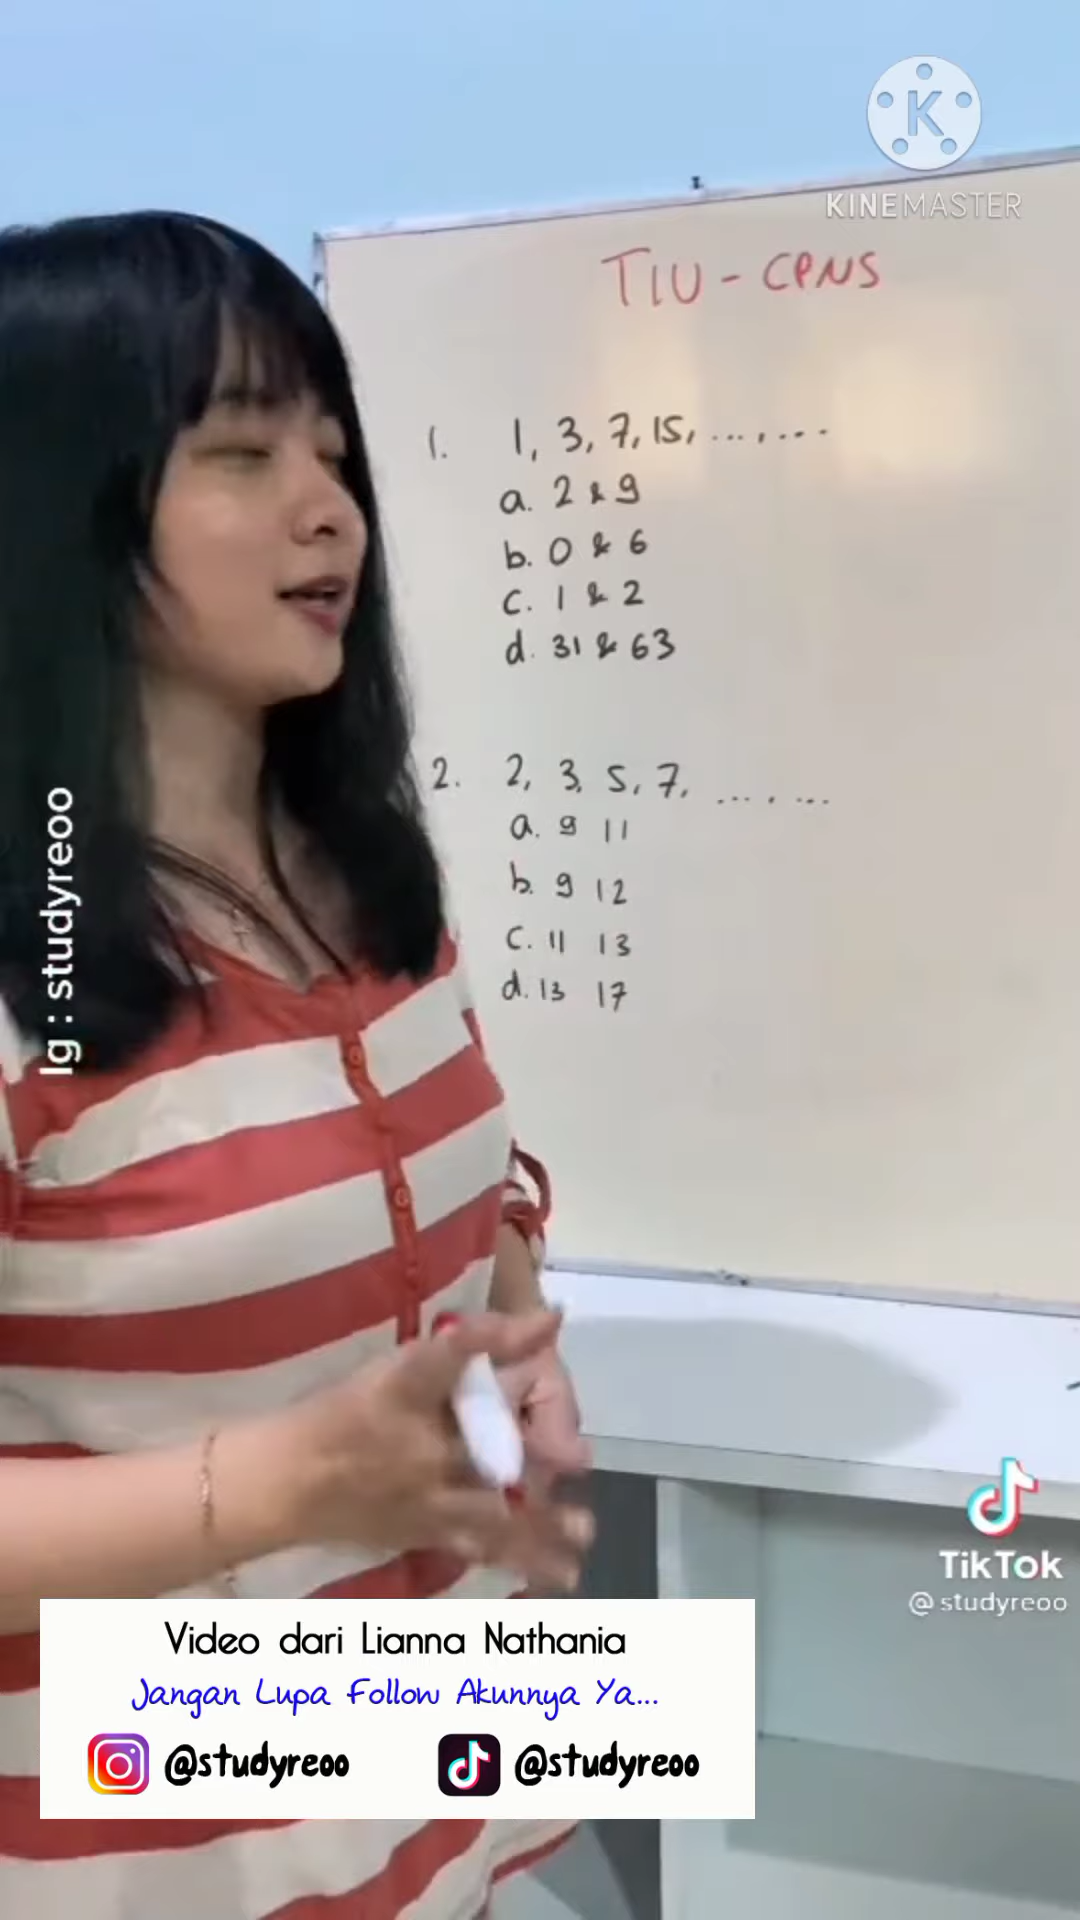 K
KINEMASTER
TIU - CPNS
1. 1, 3, 7, 15, ... , ...
a. 2 & 9
b. 0 & 6
c. 1 & 2
d. 31 & 63
2. 2, 3, 5, 7, ... , ...
a. 9 11
b. 9 12
c. 11 13
d. 13 17
Ig : studyreoo
TikTok
@studyreoo
Video dari Lianna Nathania
Jangan Lupa Follow Akunnya Ya...
@studyreoo @studyreoo